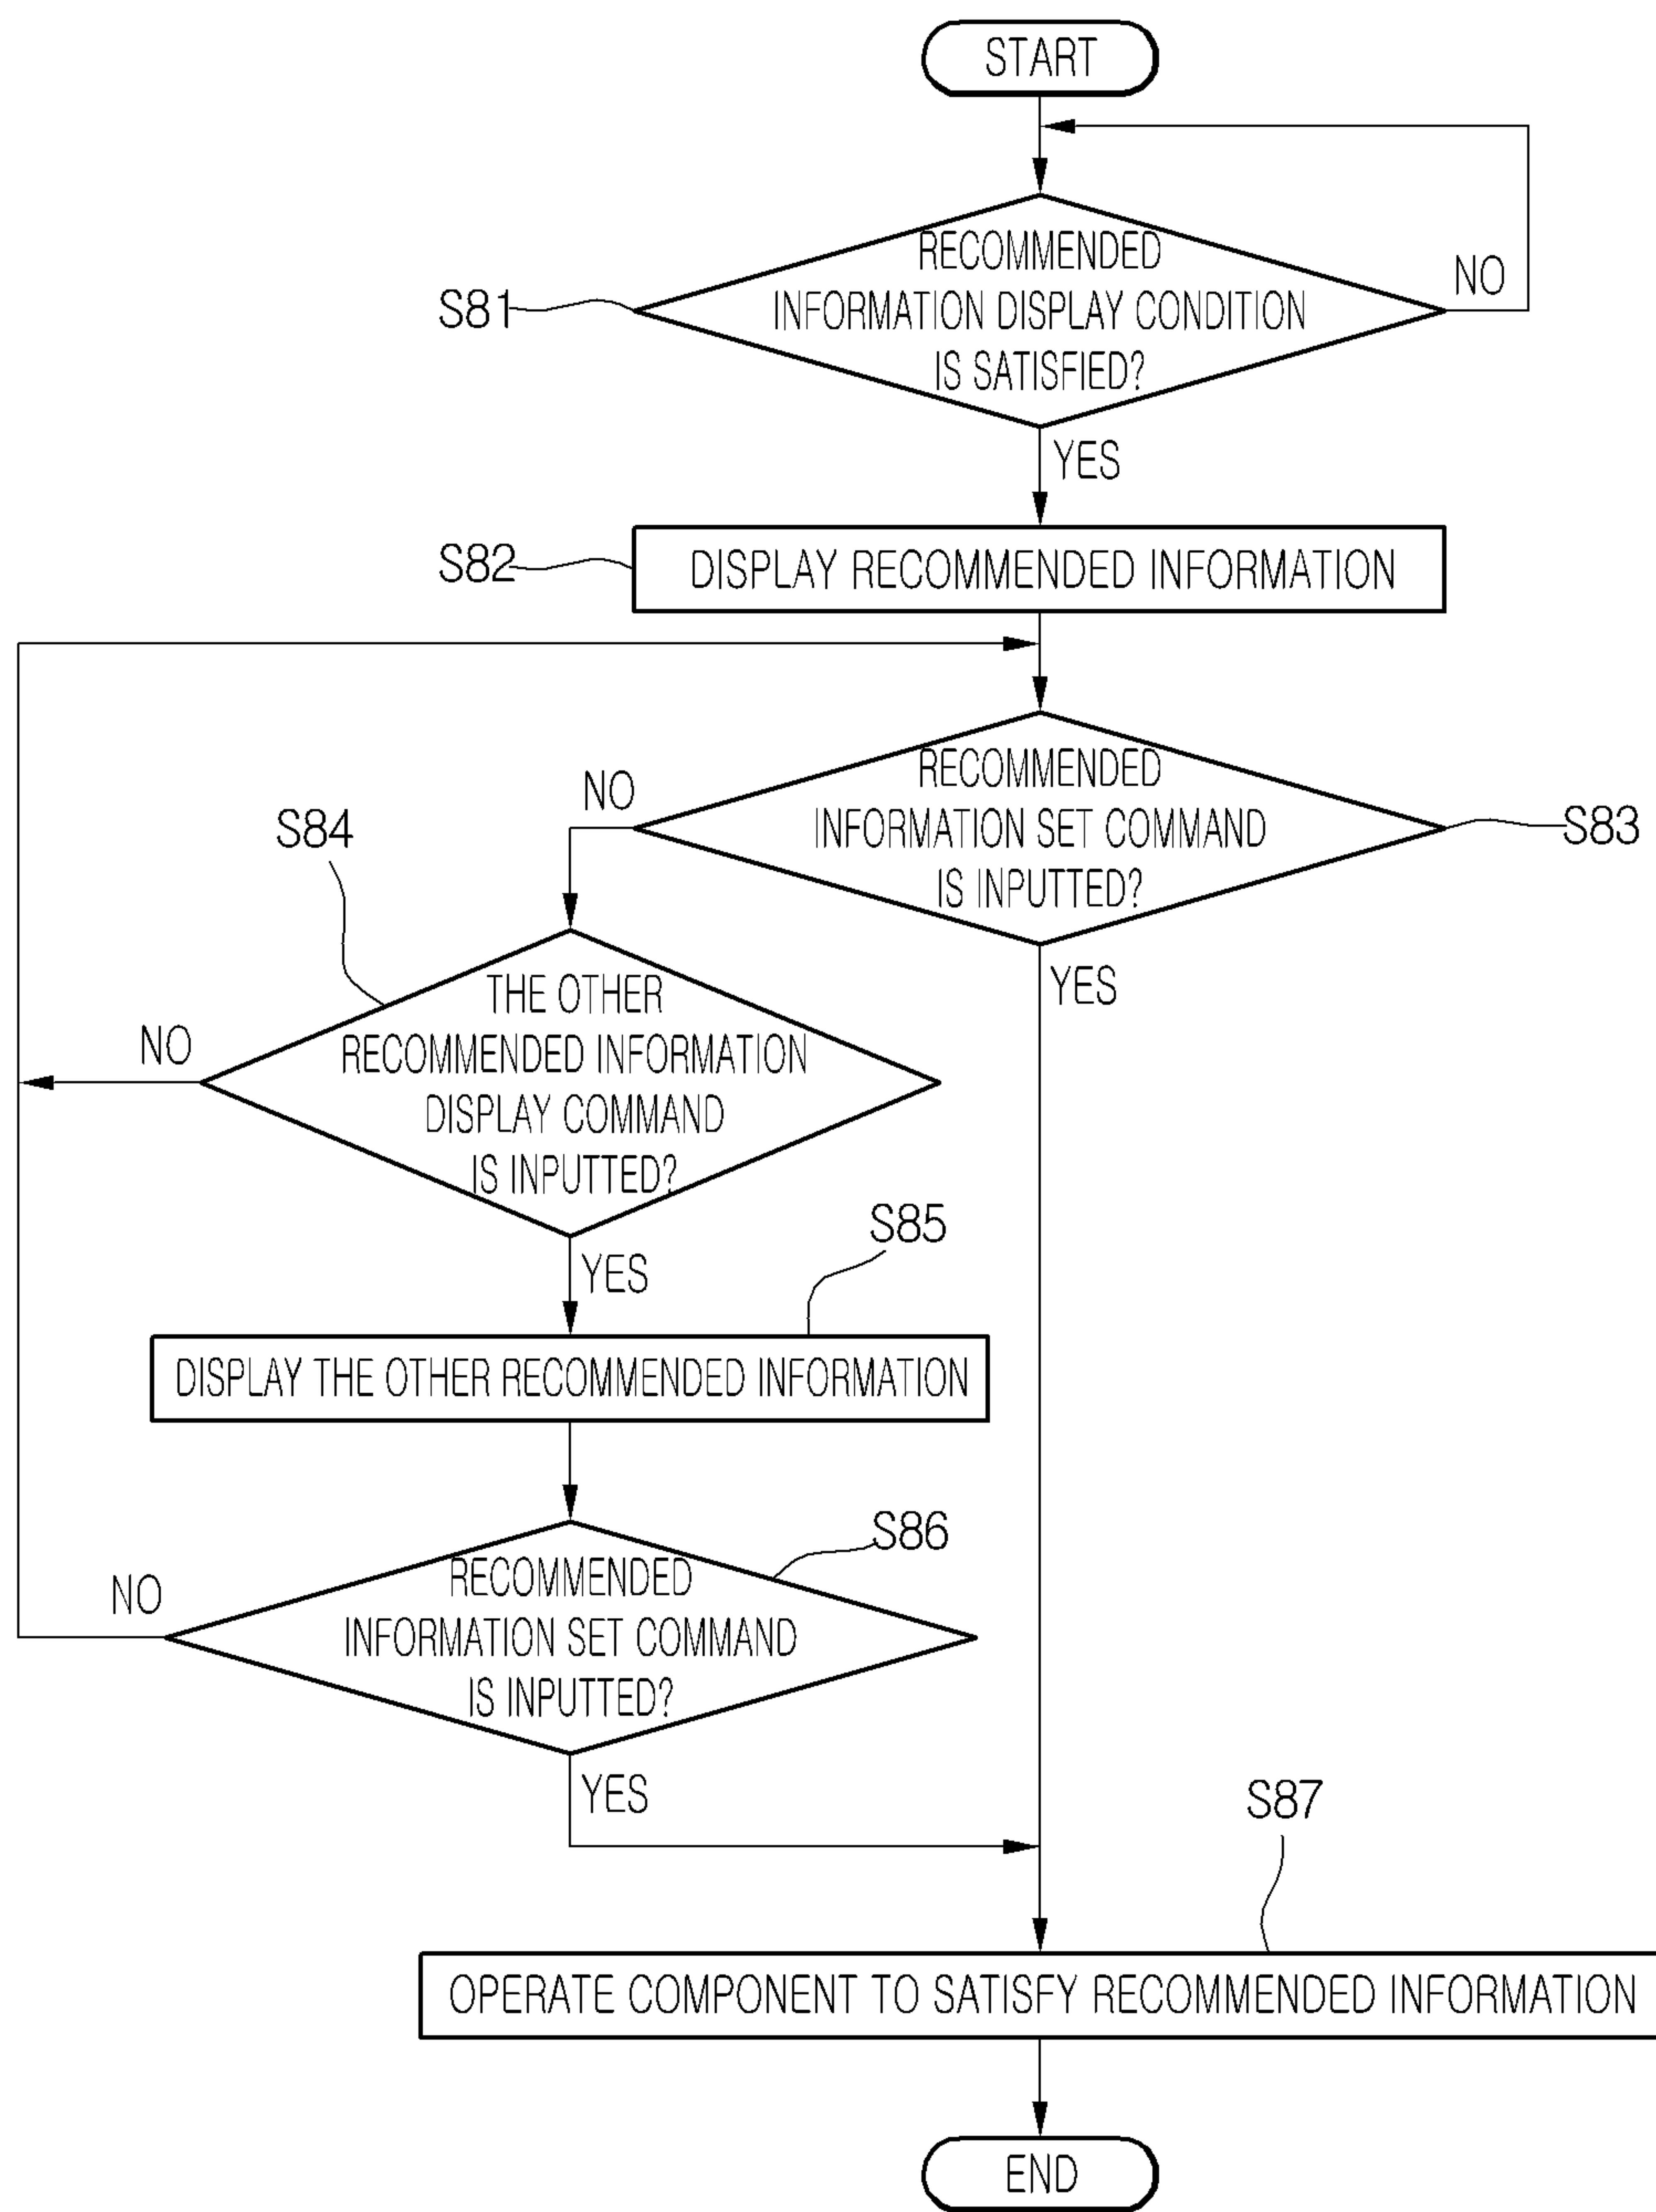 START
RECOMMENDED
INFORMATION DISPLAY CONDITION
IS SATISFIED?
S81
NO
YES
S82
DISPLAY RECOMMENDED INFORMATION
RECOMMENDED
INFORMATION SET COMMAND
IS INPUTTED?
NO
S83
S84
YES
THE OTHER
RECOMMENDED INFORMATION
DISPLAY COMMAND
IS INPUTTED?
NO
S85
YES
DISPLAY THE OTHER RECOMMENDED INFORMATION
S86
RECOMMENDED
INFORMATION SET COMMAND
IS INPUTTED?
NO
YES
S87
OPERATE COMPONENT TO SATISFY RECOMMENDED INFORMATION
END